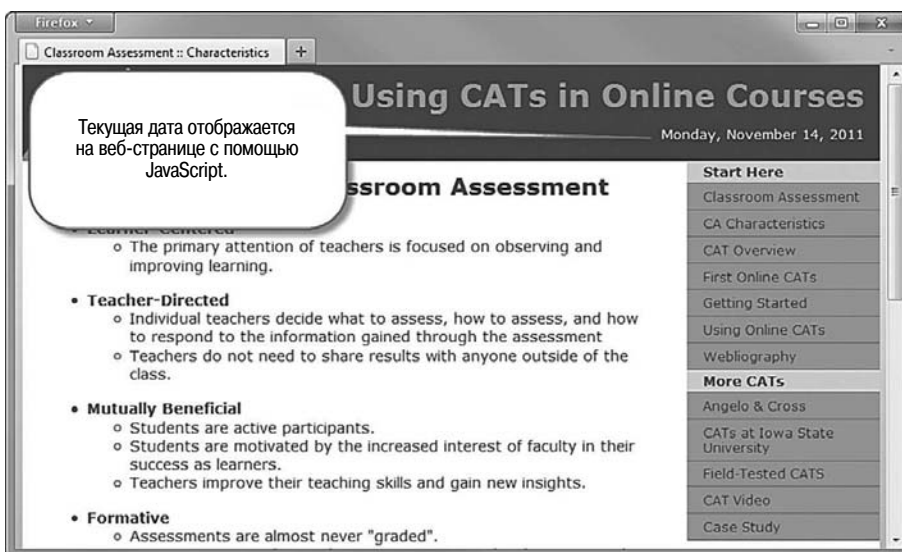 Firefox
Classroom Assessment :: Characteristics
+
Using CATs in Online Courses
Monday, November 14, 2011
Текущая дата отображается
на веб-странице с помощью
JavaScript.
ssroom Assessment
• Learner-Centered
The primary attention of teachers is focused on observing and
improving learning.
• Teacher-Directed
Individual teachers decide what to assess, how to assess, and how
to respond to the information gained through the assessment
Teachers do not need to share results with anyone outside of the
class.
• Mutually Beneficial
Students are active participants.
Students are motivated by the increased interest of faculty in their
success as learners.
Teachers improve their teaching skills and gain new insights.
• Formative
Assessments are almost never "graded".
Start Here
Classroom Assessment
CA Characteristics
CAT Overview
First Online CATs
Getting Started
Using Online CATs
Webliography
More CATs
Angelo & Cross
CATs at Iowa State
University
Field-Tested CATS
CAT Video
Case Study